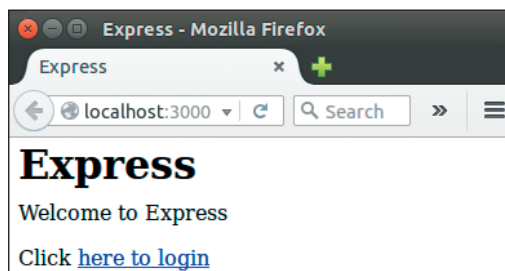 Express - Mozilla Firefox
Express
localhost:3000
Search
Express
Welcome to Express
Click here to login